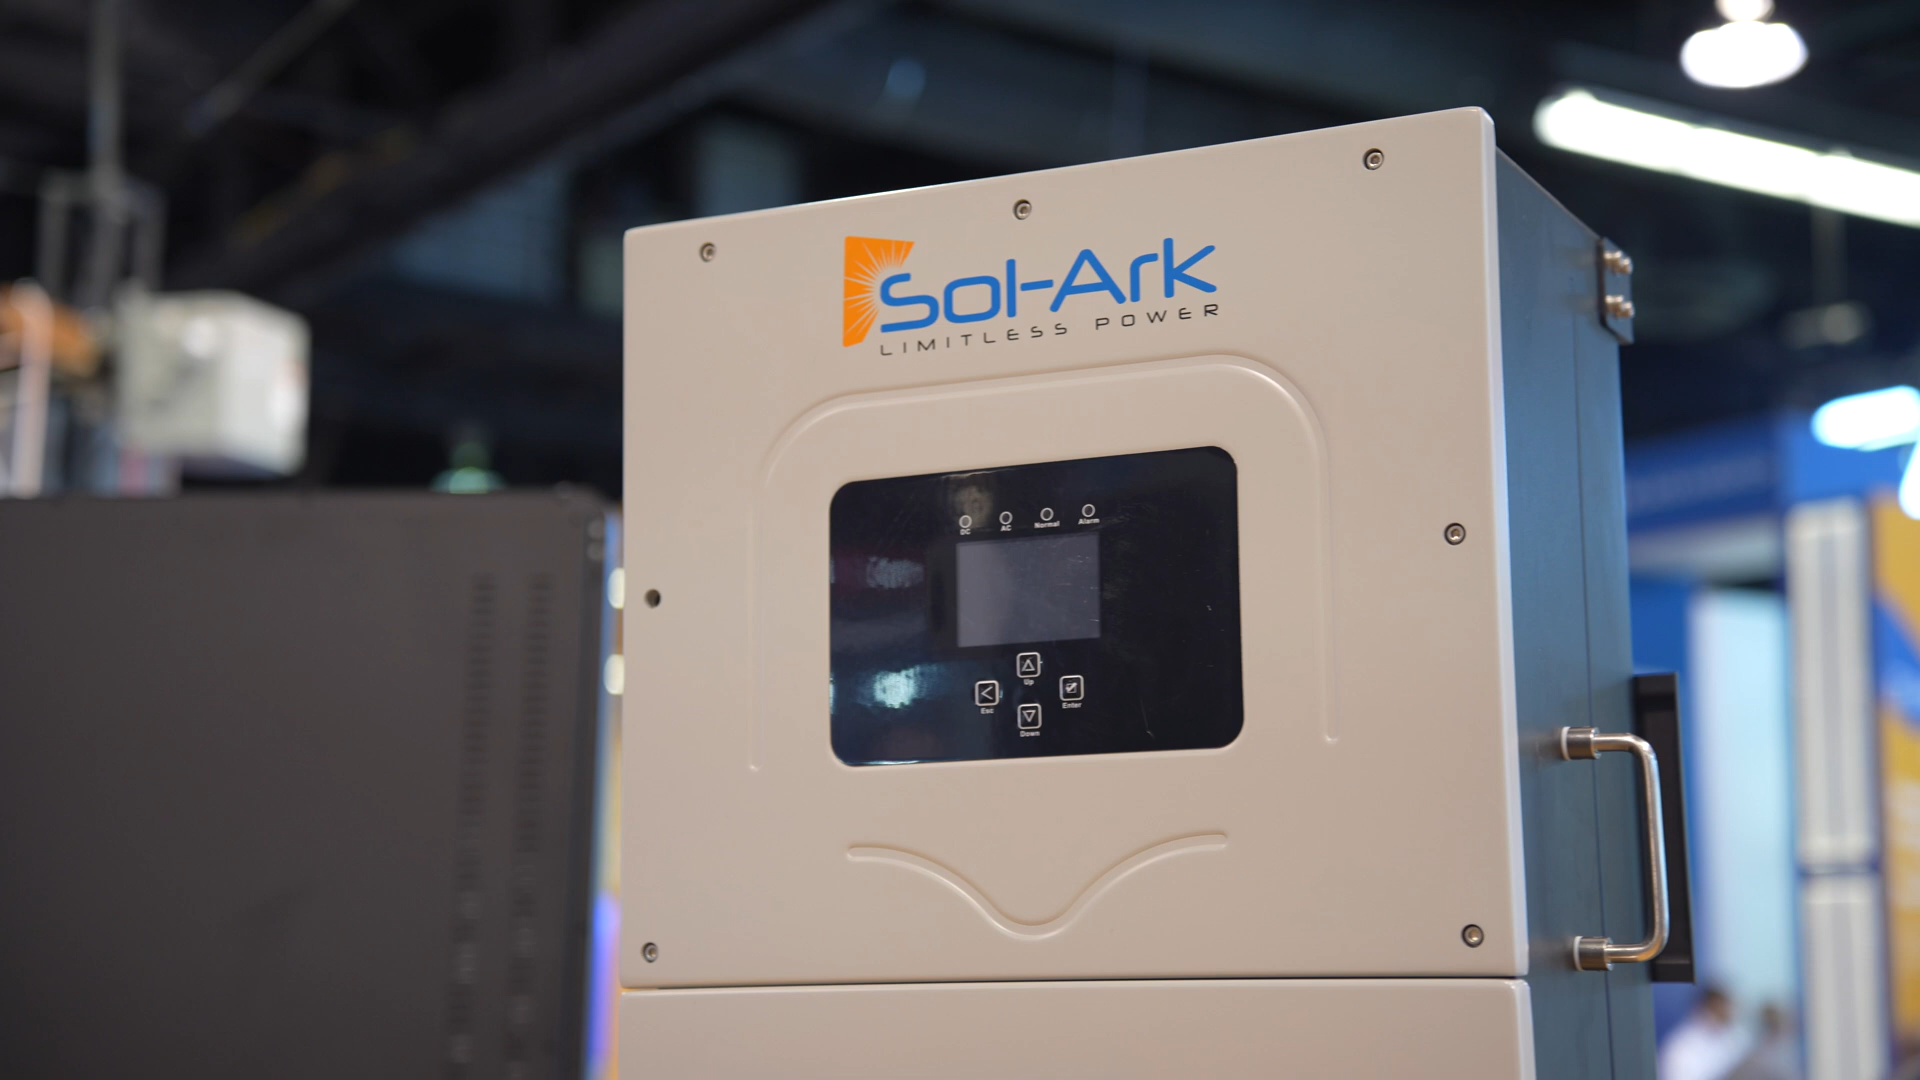 Sol-Ark
LIMITLESS POWER
DC AC Normal Alarm
Up
Esc Enter
Down